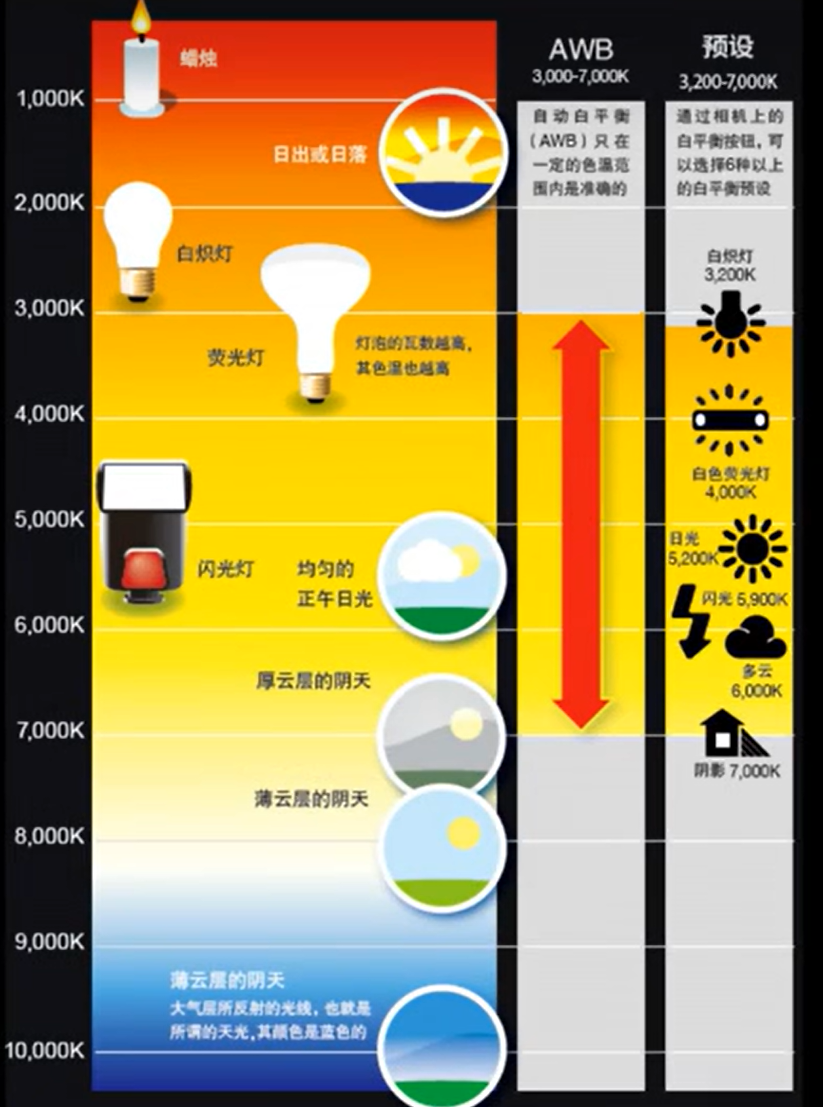 AWB
3,000-7,000K
预设
3,200-7,000K
蜡烛
1,000K
自动白平衡
(AWB)只在
一定的色温范
围内是准确的
通过相机上的
白平衡按钮, 可
以选择6种以上
的白平衡预设
日出或日落
2,000K
白炽灯
白炽灯
3,200K
3,000K
荧光灯
灯泡的瓦数越高,
其色温也越高
4,000K
白色荧光灯
4,000K
5,000K
日光
5,200K
闪光灯
均匀的
正午日光
闪光 5,900K
6,000K
多云
6,000K
厚云层的阴天
7,000K
阴影 7,000K
薄云层的阴天
8,000K
9,000K
薄云层的阴天
大气层所反射的光线, 也就是
所谓的天光,其颜色是蓝色的
10,000K